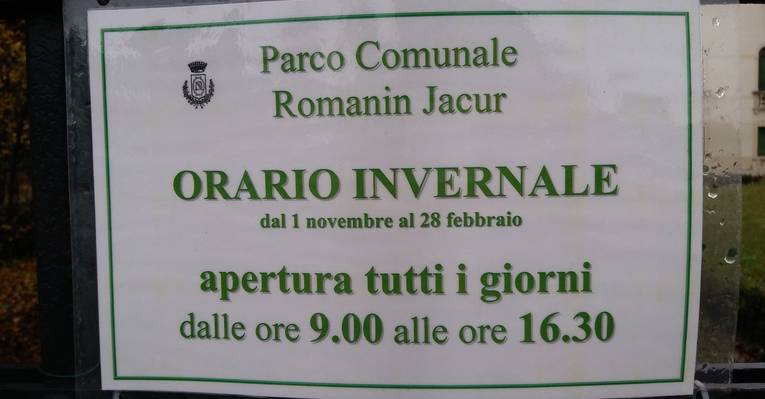 Parco Comunale
Romanin Jacur
ORARIO INVERNALE
dal 1 novembre al 28 febbraio
apertura tutti i giorni
dalle ore 9.00 alle ore 16.30